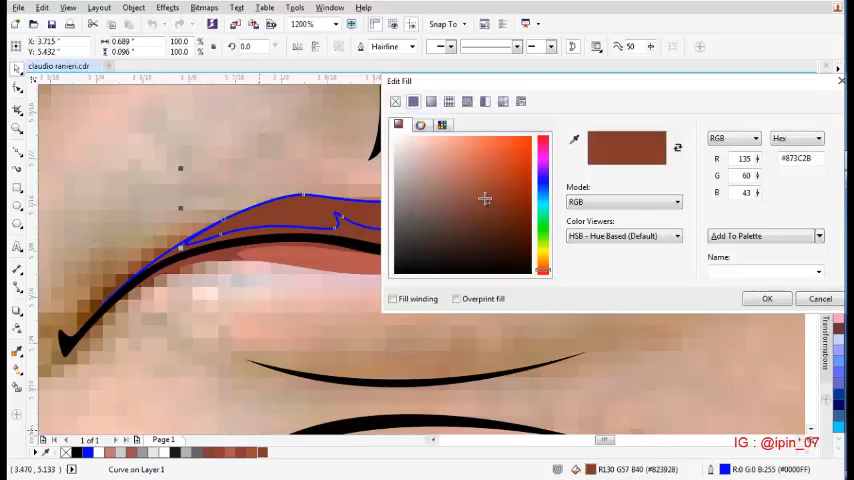 File Edit View Layout Object Effects Bitmaps Text Table Tools Window Help
1200% Snap To
X: 3.715" 0.689" 100.0 % 0.0 Hairline 50
Y: 5.432" 0.096" 100.0 %
claudio ranieri.cdr
Edit Fill
RGB Hex
R 135 #873C2B
G 60
B 43
Model:
RGB
Color Viewers:
HSB - Hue Based (Default) Add To Palette
Name:
Fill winding Overprint fill OK Cancel
Transformations
1 of 1 Page 1
IG : @ipin_07
( 3.470 , 5.133 ) Curve on Layer 1 R130 G57 B40 (#823928) R:0 G:0 B:255 (#0000FF)